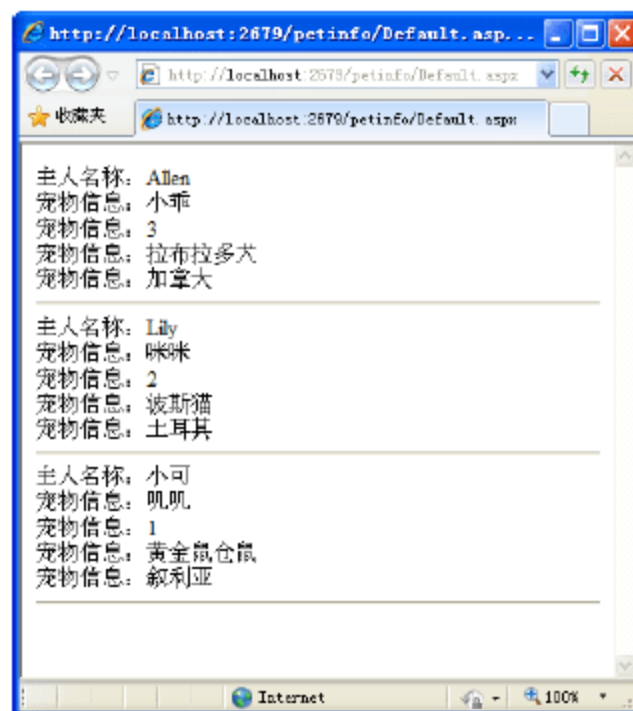 http://localhost:2679/petinfo/Default.asp...
http://localhost:2679/petinfo/Default.aspx
收藏夹
http://localhost:2679/petinfo/Default.aspx
主人名称：Allen
宠物信息：小乖
宠物信息：3
宠物信息：拉布拉多犬
宠物信息：加拿大
主人名称：Lily
宠物信息：咪咪
宠物信息：2
宠物信息：波斯猫
宠物信息：土耳其
主人名称：小可
宠物信息：叽叽
宠物信息：1
宠物信息：黄金鼠仓鼠
宠物信息：叙利亚
Internet
100%